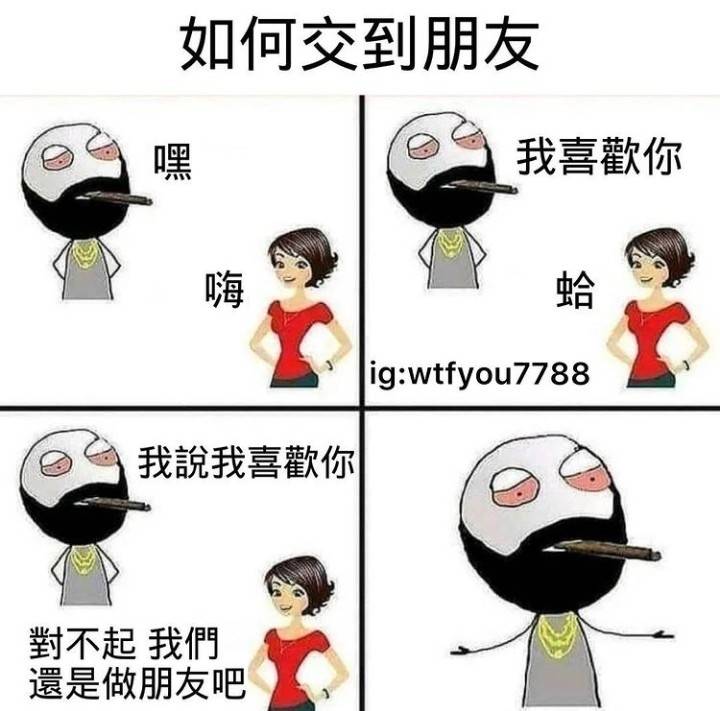 如何交到朋友
嘿
嗨
我喜歡你
蛤
ig:wtfyou7788
我說我喜歡你
對不起 我們
還是做朋友吧